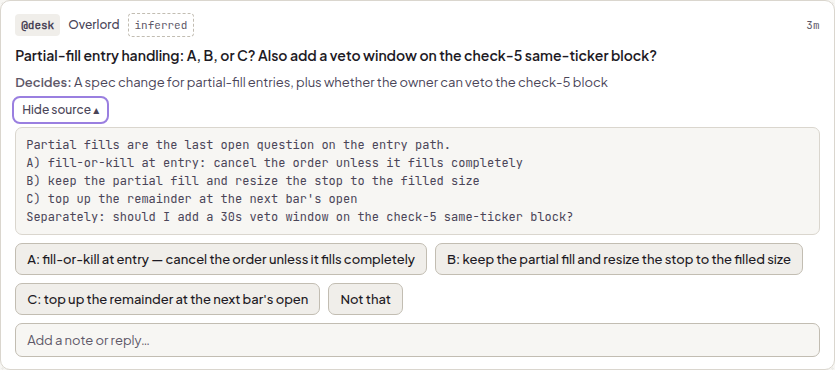 @desk Overlord inferred 3m
Partial-fill entry handling: A, B, or C? Also add a veto window on the check-5 same-ticker block?
Decides: A spec change for partial-fill entries, plus whether the owner can veto the check-5 block
Hide source ▴
Partial fills are the last open question on the entry path.
A) fill-or-kill at entry: cancel the order unless it fills completely
B) keep the partial fill and resize the stop to the filled size
C) top up the remainder at the next bar's open
Separately: should I add a 30s veto window on the check-5 same-ticker block?
A: fill-or-kill at entry — cancel the order unless it fills completely
B: keep the partial fill and resize the stop to the filled size
C: top up the remainder at the next bar's open
Not that
Add a note or reply…